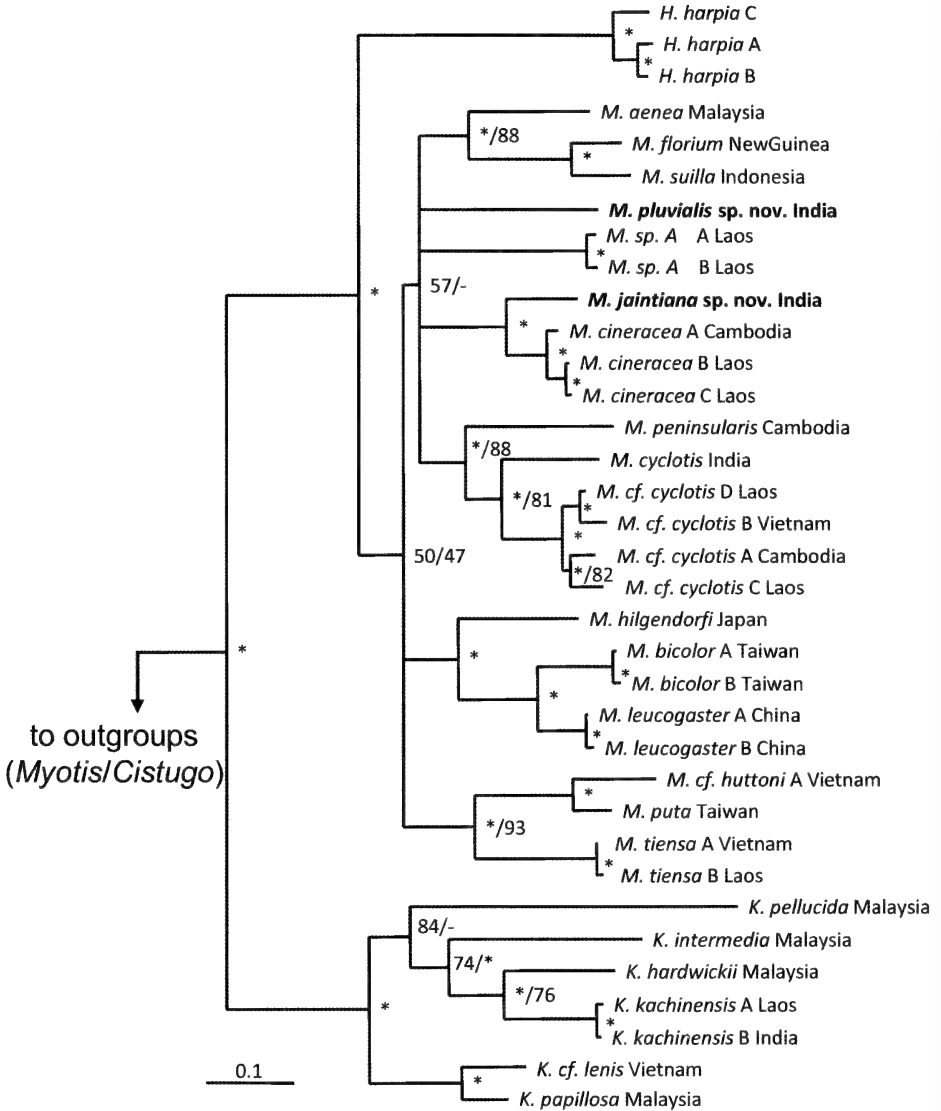 H. harpia C
*
H. harpia A
*
H. harpia B
M. aenea Malaysia
*/88
M. florium NewGuinea
*
M. suilla Indonesia
M. pluvialis sp. nov. India
M. sp. A A Laos
*
M. sp. A B Laos
57/-
*
M. jaintiana sp. nov. India
*
M. cineracea A Cambodia
*
M. cineracea B Laos
*
M. cineracea C Laos
M. peninsularis Cambodia
*/88
M. cyclotis India
*/81
M. cf. cyclotis D Laos
*
M. cf. cyclotis B Vietnam
*
M. cf. cyclotis A Cambodia
50/47
*/82
M. cf. cyclotis C Laos
M. hilgendorfi Japan
*
M. bicolor A Taiwan
*
M. bicolor B Taiwan
*
M. leucogaster A China
*
M. leucogaster B China
*
to outgroups
(Myotis/Cistugo)
M. cf. huttoni A Vietnam
*
M. puta Taiwan
*/93
M. tiensa A Vietnam
*
M. tiensa B Laos
K. pellucida Malaysia
84/-
K. intermedia Malaysia
74/*
K. hardwickii Malaysia
*/76
K. kachinensis A Laos
*
K. kachinensis B India
*
K. cf. lenis Vietnam
*
K. papillosa Malaysia
0.1